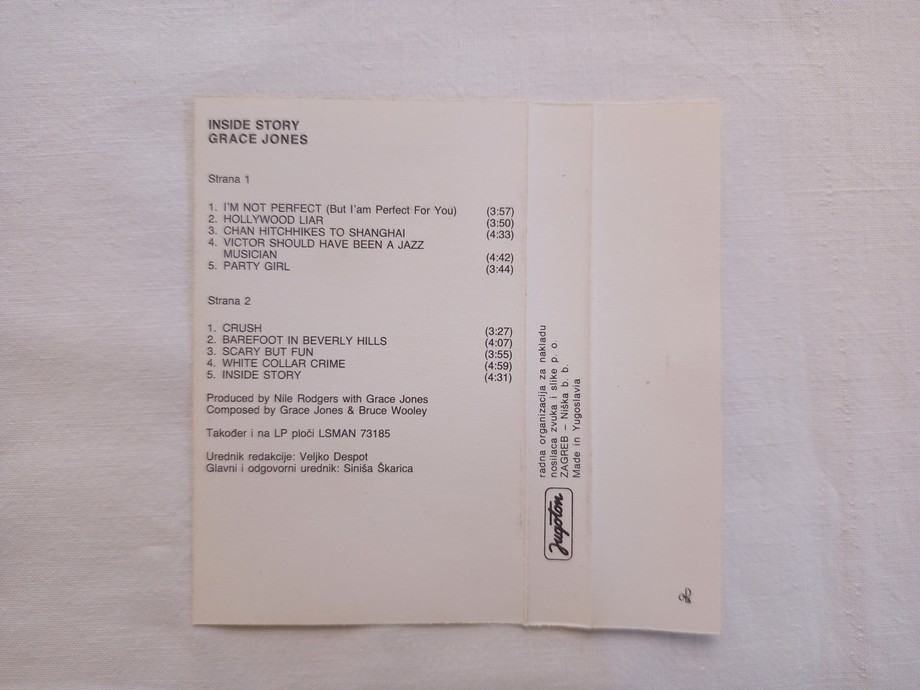 INSIDE STORY
GRACE JONES
Strana 1
1. I'M NOT PERFECT (But I'am Perfect For You) (3:57)
2. HOLLYWOOD LIAR (3:50)
3. CHAN HITCHHIKES TO SHANGHAI (4:33)
4. VICTOR SHOULD HAVE BEEN A JAZZ
MUSICIAN (4:42)
5. PARTY GIRL (3:44)
Strana 2
1. CRUSH (3:27)
2. BAREFOOT IN BEVERLY HILLS (4:07)
3. SCARY BUT FUN (3:55)
4. WHITE COLLAR CRIME (4:59)
5. INSIDE STORY (4:31)
Produced by Nile Rodgers with Grace Jones
Composed by Grace Jones & Bruce Wooley
Također i na LP ploči LSMAN 73185
Urednik redakcije: Veljko Despot
Glavni i odgovorni urednik: Siniša Škarica
radna organizacija za nakladu
nosilaca zvuka i slike p. o.
ZAGREB – Niška b. b.
Made in Yugoslavia
Jugoton